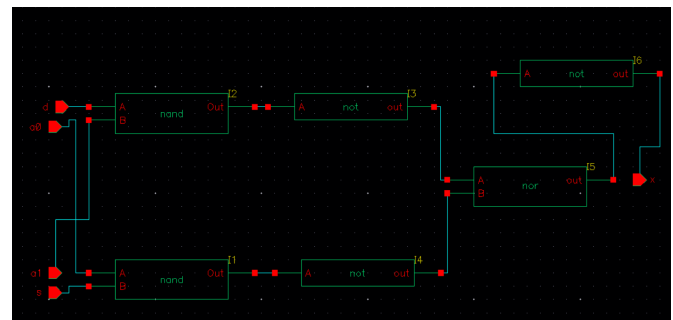 I6
A not out
I2
I3
d A Out A not out
a0 B nand
I5
A out x
B nor
I1
I4
a1 A Out A not out
s B nand